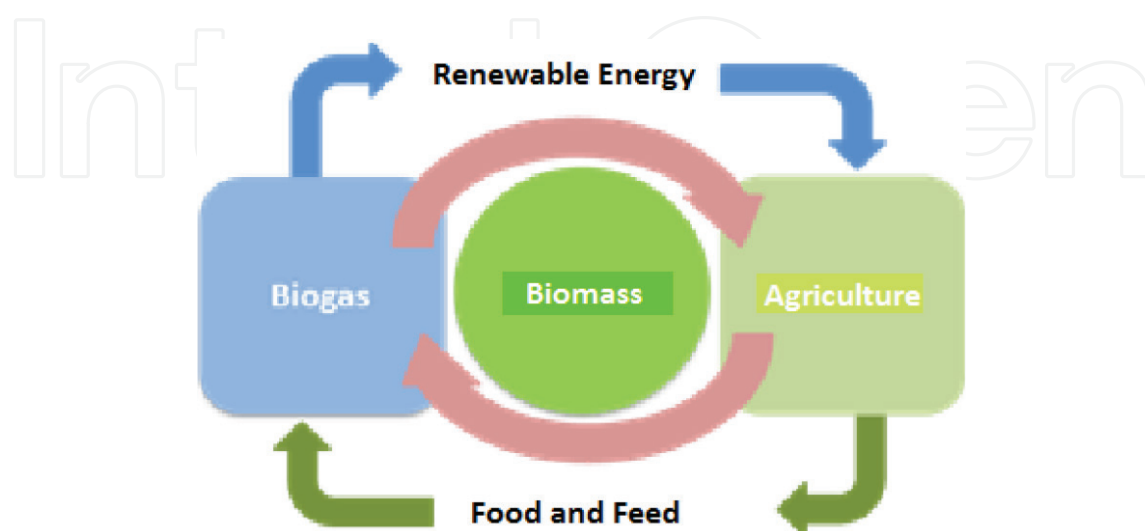 Renewable Energy
Biogas
Biomass
Agriculture
Food and Feed